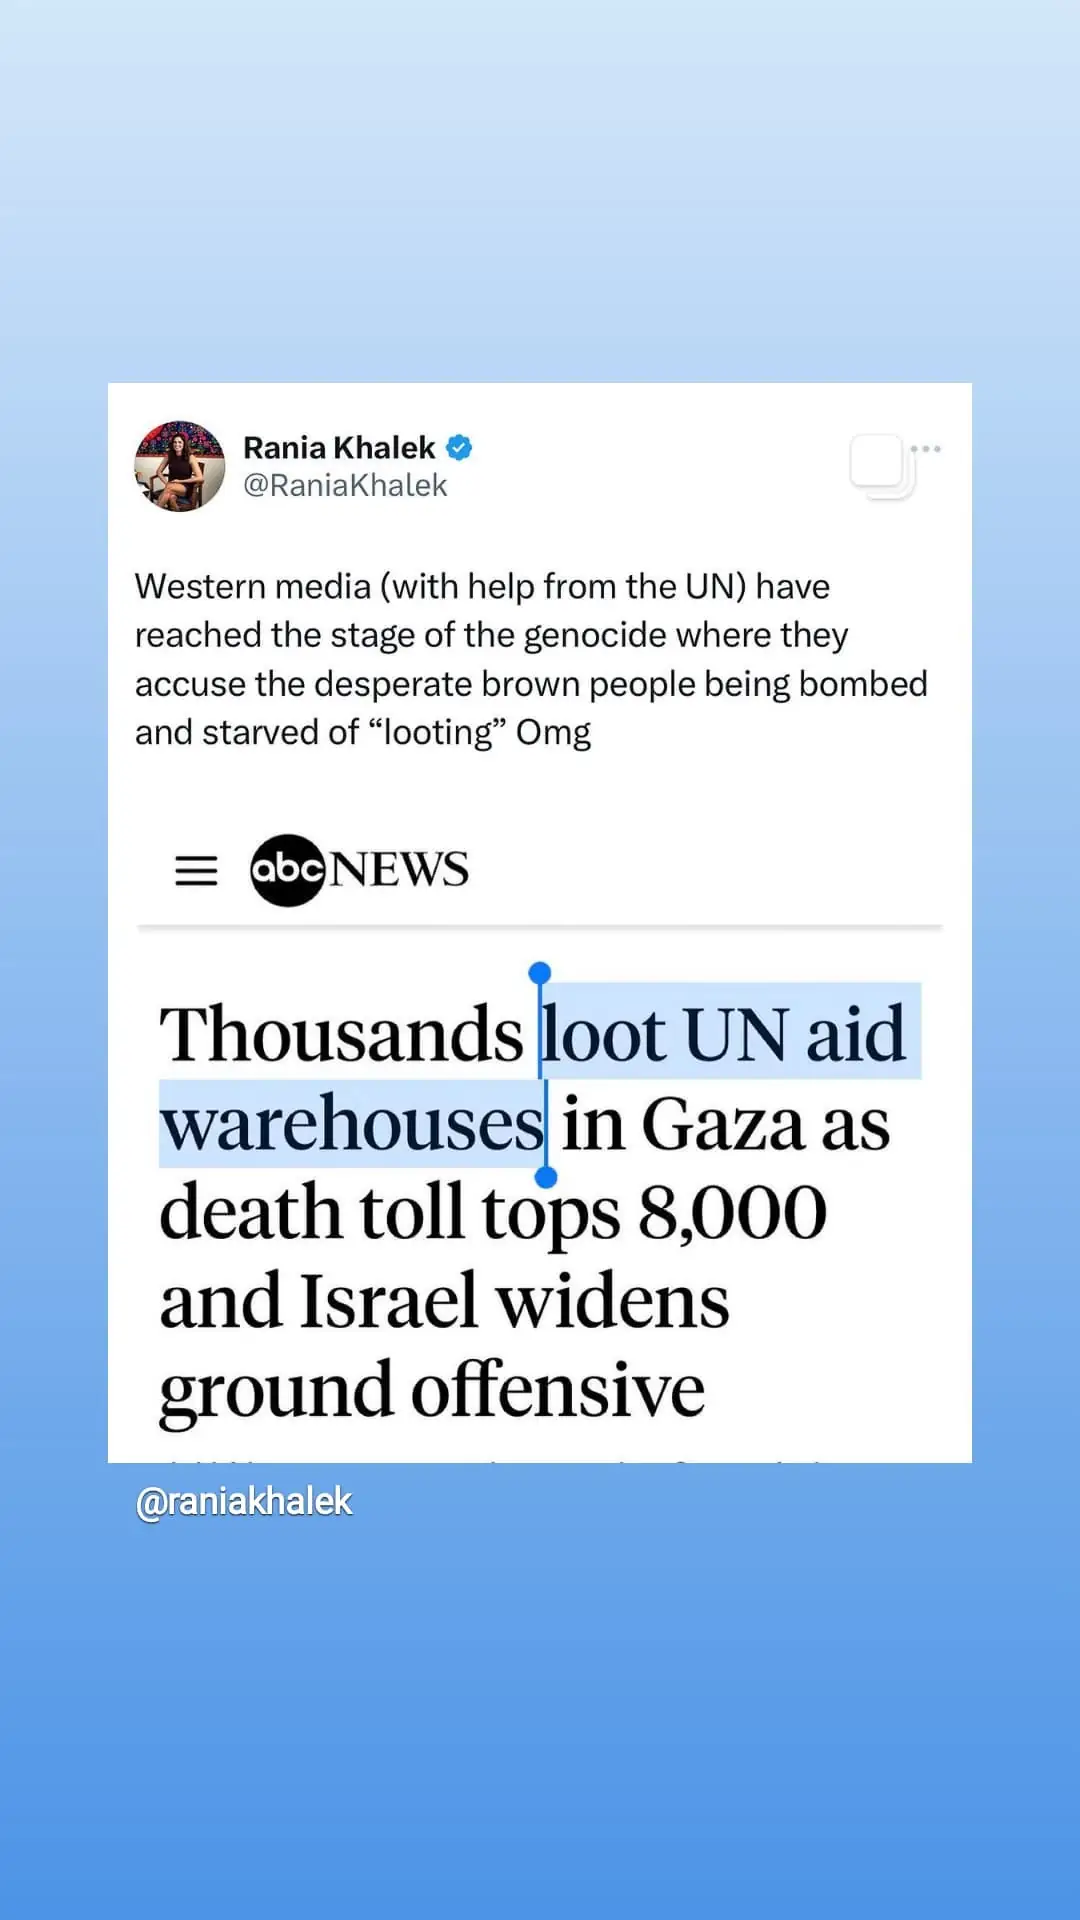 Rania Khalek
@RaniaKhalek
Western media (with help from the UN) have
reached the stage of the genocide where they
accuse the desperate brown people being bombed
and starved of “looting” Omg
abc NEWS
Thousands loot UN aid
warehouses in Gaza as
death toll tops 8,000
and Israel widens
ground offensive
@raniakhalek